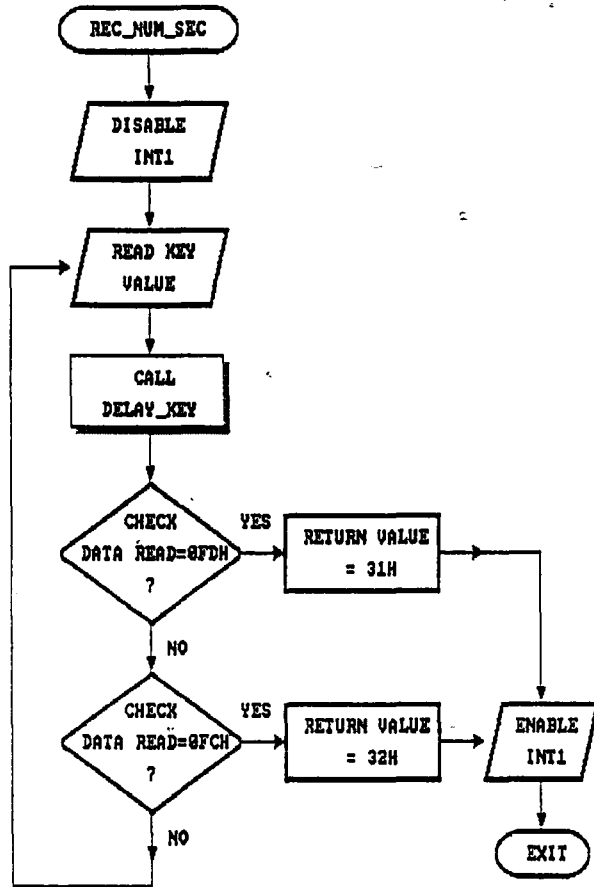 REC_NUM_SEC
DISABLE
INT1
READ KEY
VALUE
CALL
DELAY_KEY
CHECK
DATA READ=0FDH
?
YES
RETURN VALUE
= 31H
NO
CHECK
DATA READ=0FCH
?
YES
RETURN VALUE
= 32H
ENABLE
INT1
NO
EXIT